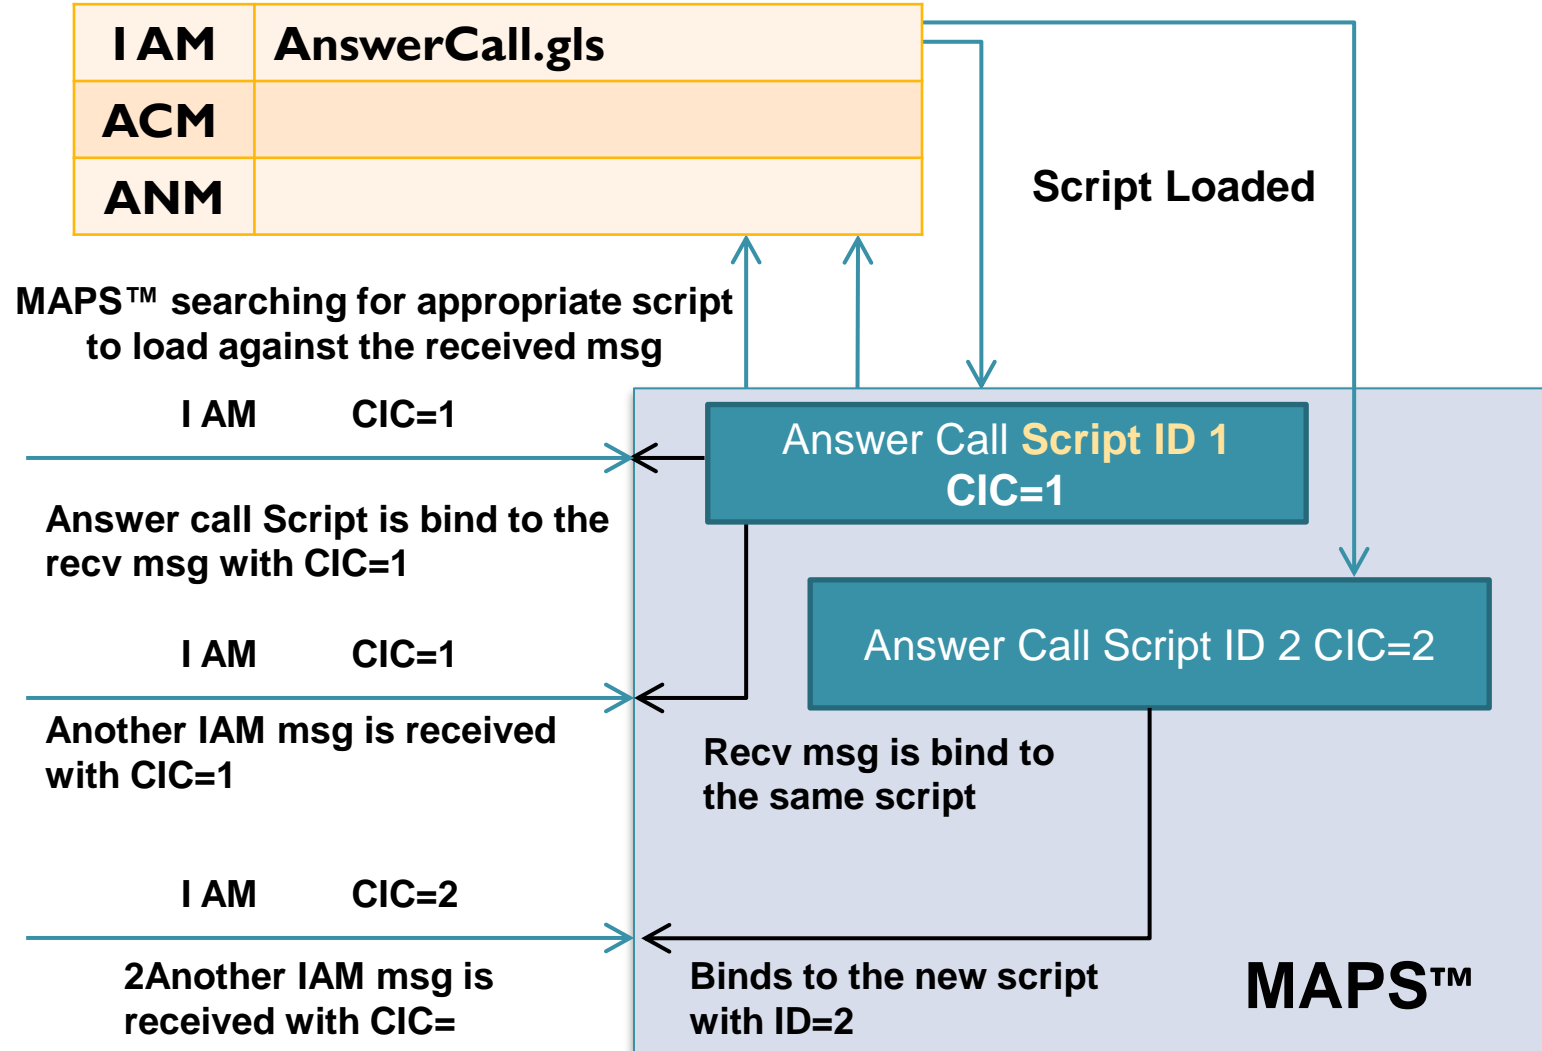 I AM AnswerCall.gls
ACM
ANM
Script Loaded
MAPS™ searching for appropriate script
to load against the received msg
I AM CIC=1
Answer Call Script ID 1
CIC=1
Answer call Script is bind to the
recv msg with CIC=1
I AM CIC=1
Answer Call Script ID 2 CIC=2
Another IAM msg is received
with CIC=1
Recv msg is bind to
the same script
I AM CIC=2
2Another IAM msg is
received with CIC=
Binds to the new script
with ID=2
MAPS™